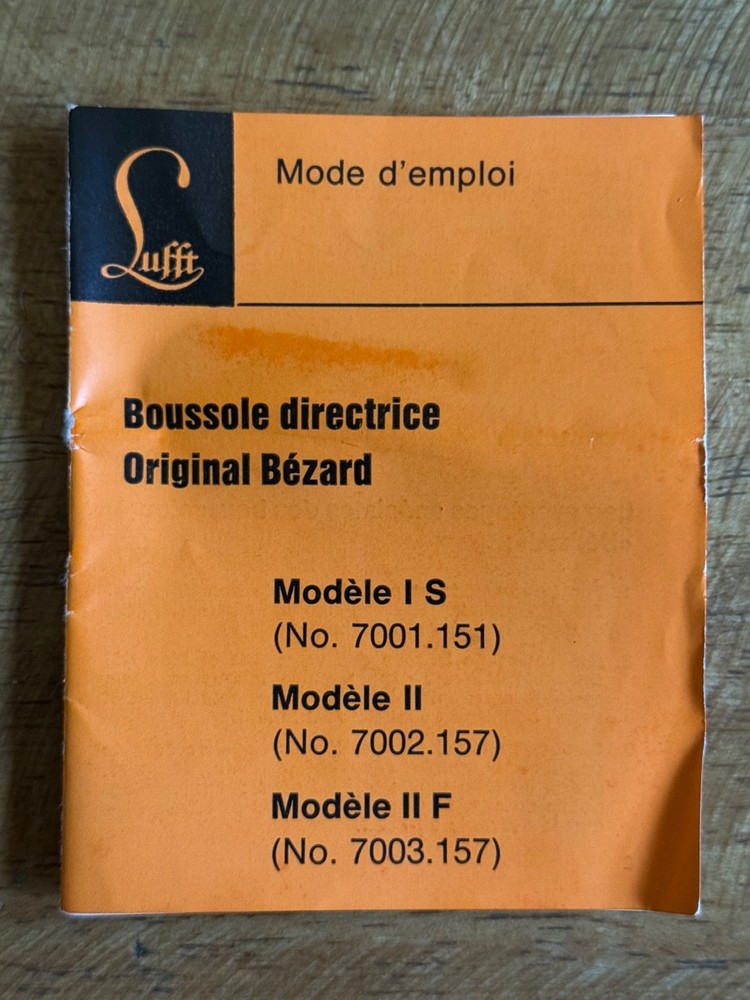 Lufft
Mode d'emploi
Boussole directrice
Original Bézard
Modèle I S
(No. 7001.151)
Modèle II
(No. 7002.157)
Modèle II F
(No. 7003.157)